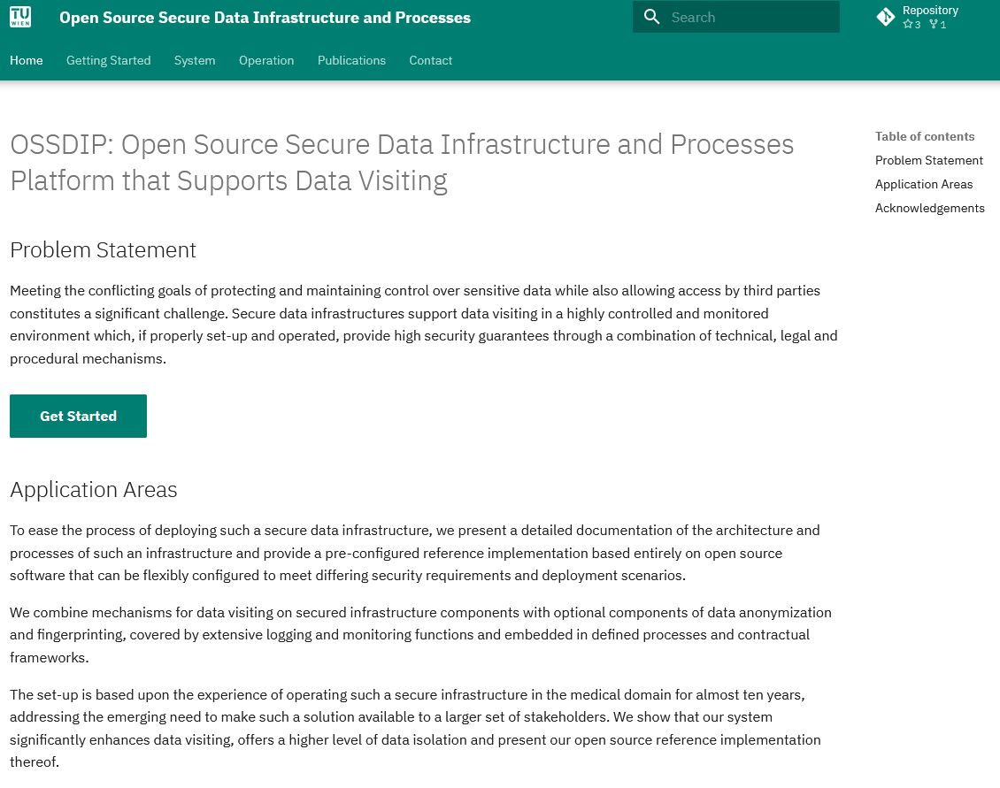 TU
WIEN
Open Source Secure Data Infrastructure and Processes
Search
Repository
3 1
Home Getting Started System Operation Publications Contact
OSSDIP: Open Source Secure Data Infrastructure and Processes
Platform that Supports Data Visiting
Table of contents
Problem Statement
Application Areas
Acknowledgements
Problem Statement
Meeting the conflicting goals of protecting and maintaining control over sensitive data while also allowing access by third parties
constitutes a significant challenge. Secure data infrastructures support data visiting in a highly controlled and monitored
environment which, if properly set-up and operated, provide high security guarantees through a combination of technical, legal and
procedural mechanisms.
Get Started
Application Areas
To ease the process of deploying such a secure data infrastructure, we present a detailed documentation of the architecture and
processes of such an infrastructure and provide a pre-configured reference implementation based entirely on open source
software that can be flexibly configured to meet differing security requirements and deployment scenarios.
We combine mechanisms for data visiting on secured infrastructure components with optional components of data anonymization
and fingerprinting, covered by extensive logging and monitoring functions and embedded in defined processes and contractual
frameworks.
The set-up is based upon the experience of operating such a secure infrastructure in the medical domain for almost ten years,
addressing the emerging need to make such a solution available to a larger set of stakeholders. We show that our system
significantly enhances data visiting, offers a higher level of data isolation and present our open source reference implementation
thereof.